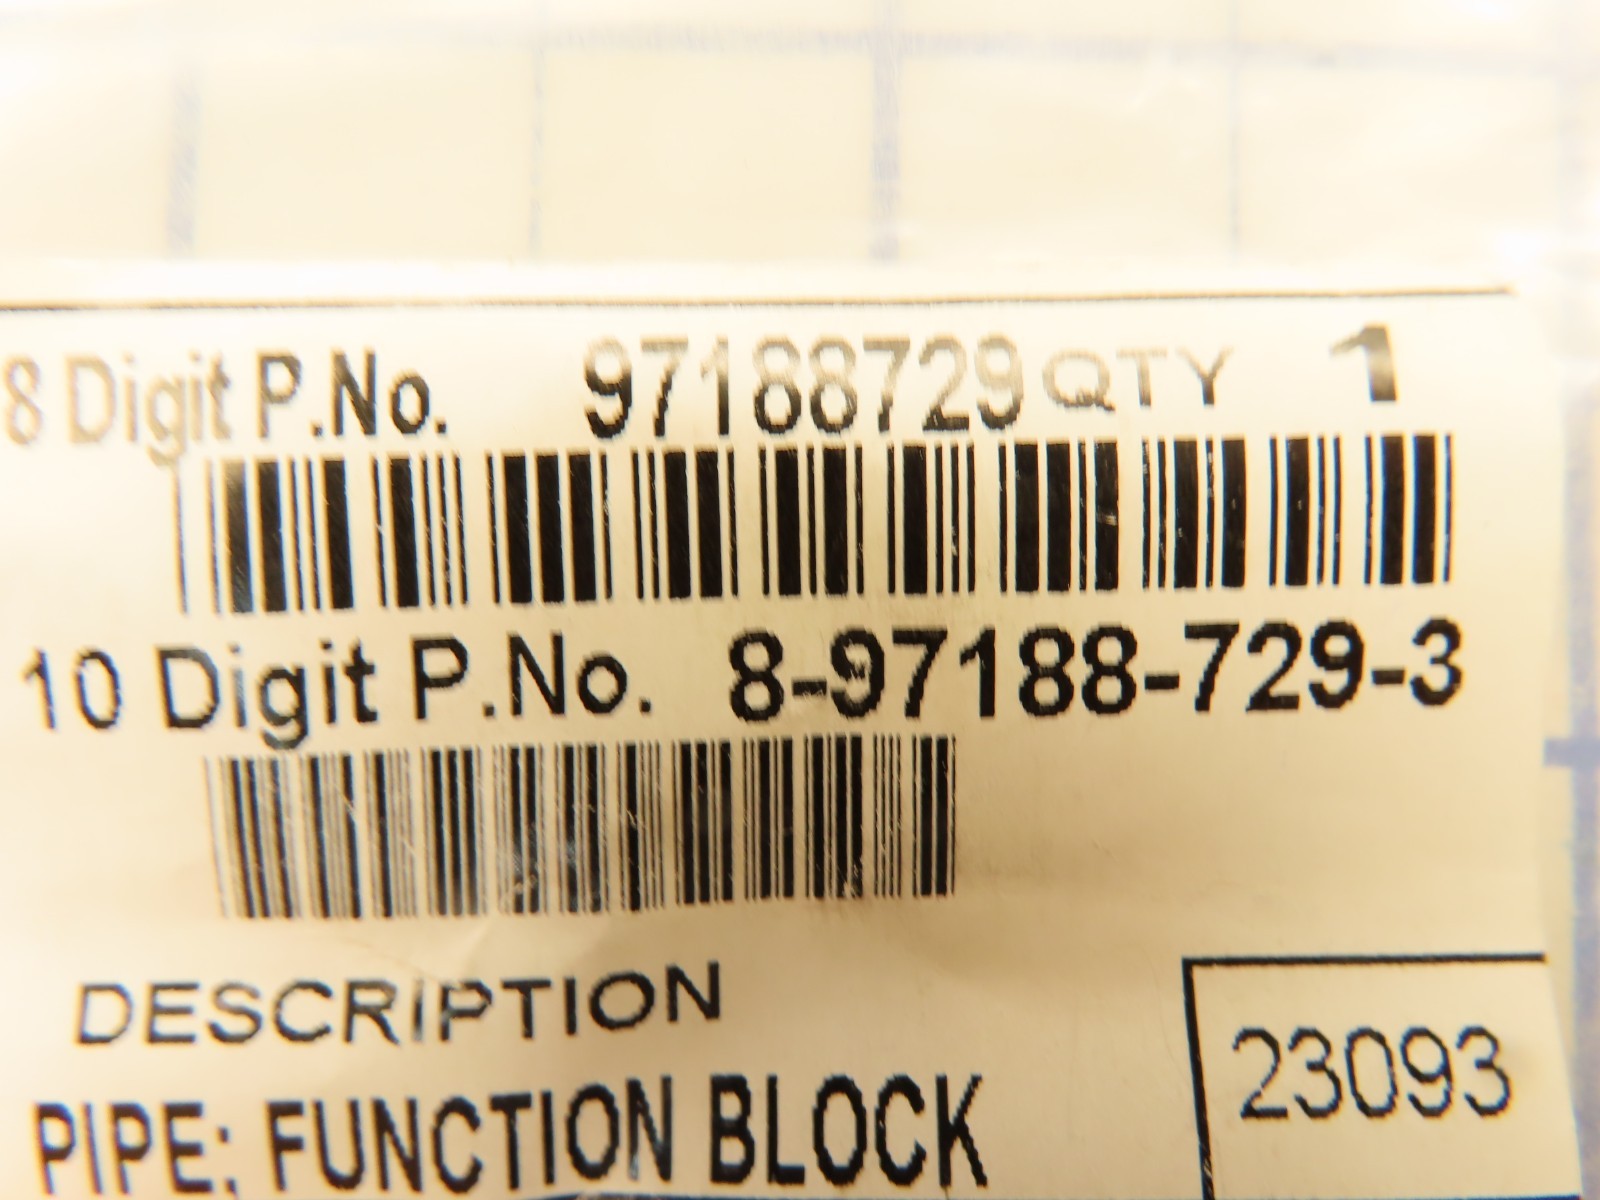 8 Digit P.No. 97188729 QTY 1
10 Digit P.No. 8-97188-729-3
DESCRIPTION
23093
PIPE; FUNCTION BLOCK